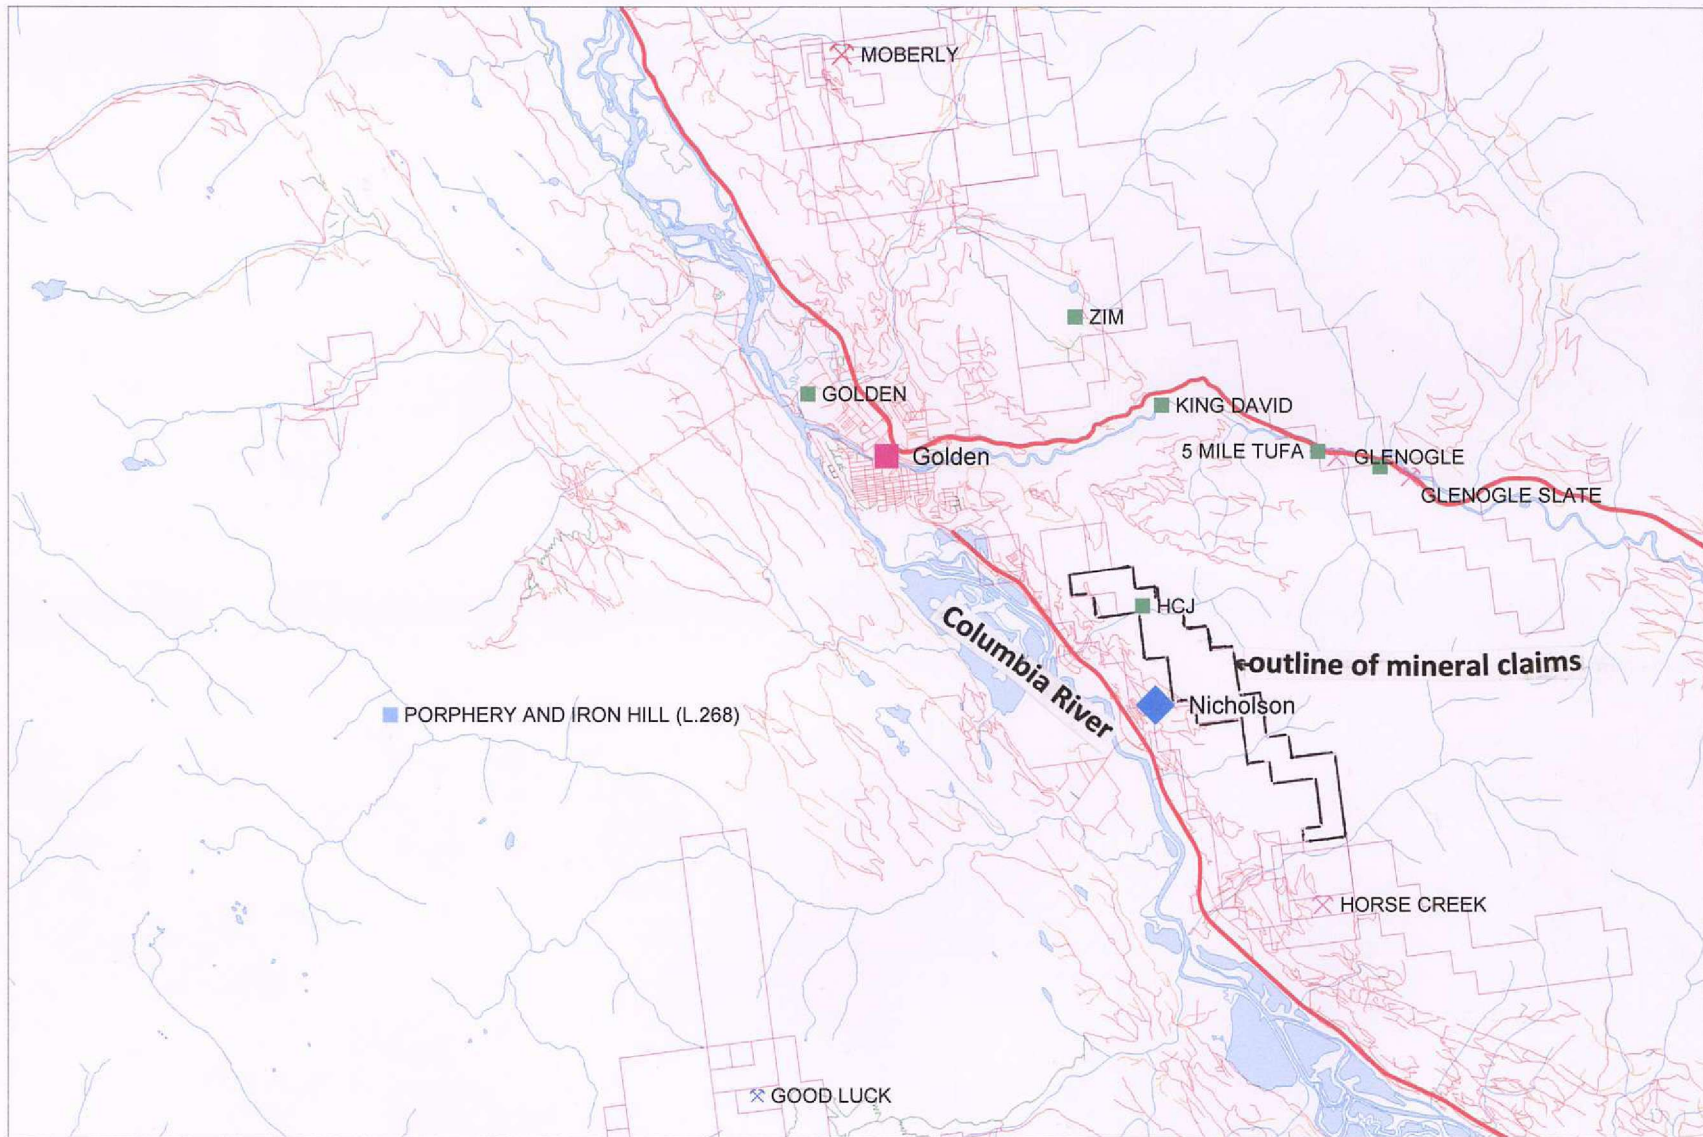 MOBERLY
ZIM
GOLDEN
KING DAVID
Golden
5 MILE TUFA
GLENOGLE
GLENOGLE SLATE
HCJ
Columbia River
outline of mineral claims
Nicholson
PORPHERY AND IRON HILL (L.268)
HORSE CREEK
GOOD LUCK